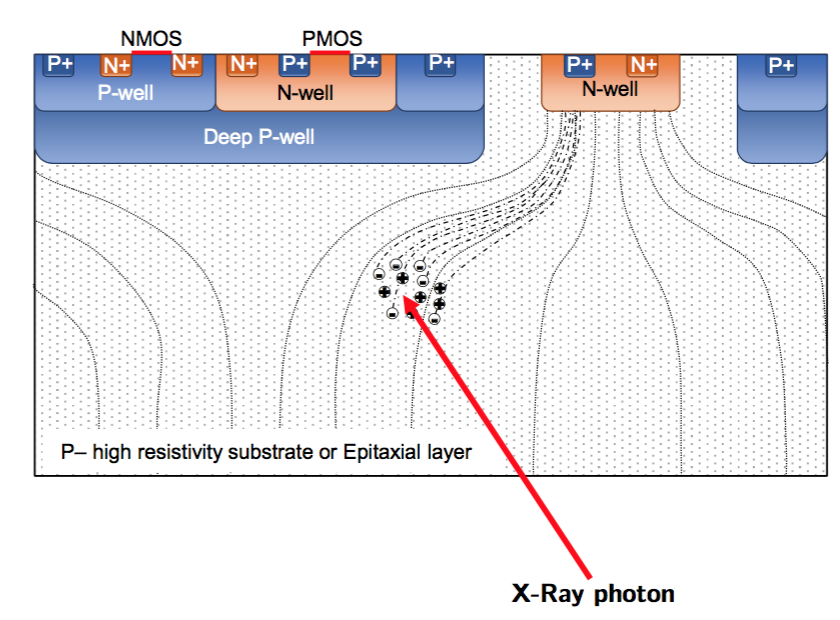 NMOS PMOS
P+ N+ N+ N+ P+ P+ P+ P+ N+ P+
P-well N-well N-well
Deep P-well
P– high resistivity substrate or Epitaxial layer
X-Ray photon